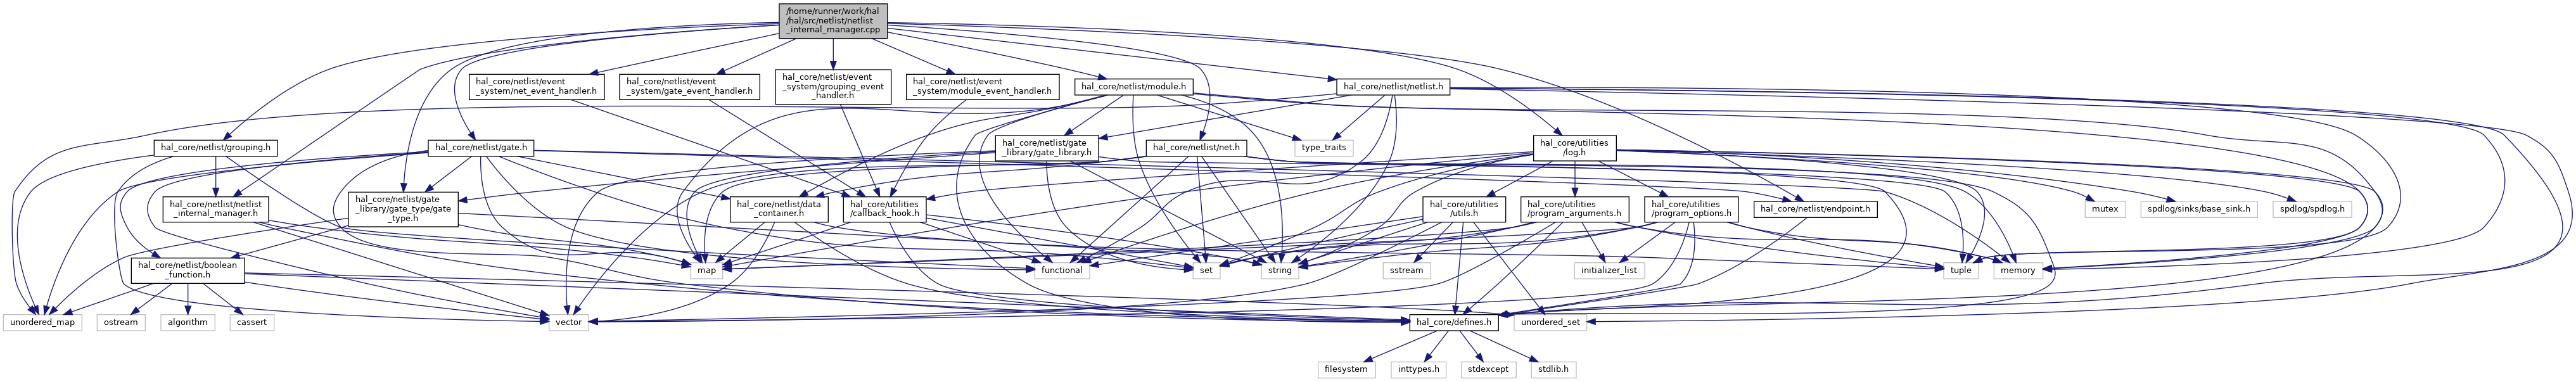 /home/runner/work/hal
/hal/src/netlist/netlist
_internal_manager.cpp
hal_core/netlist/event
_system/net_event_handler.h
hal_core/netlist/event
_system/gate_event_handler.h
hal_core/netlist/event
_system/grouping_event
_handler.h
hal_core/netlist/event
_system/module_event_handler.h
hal_core/netlist/module.h
hal_core/netlist/netlist.h
hal_core/netlist/grouping.h
hal_core/netlist/gate.h
hal_core/netlist/gate
_library/gate_library.h
hal_core/netlist/net.h
type_traits
hal_core/utilities
/log.h
hal_core/netlist/netlist
_internal_manager.h
hal_core/netlist/gate
_library/gate_type/gate
_type.h
hal_core/netlist/data
_container.h
hal_core/utilities
/callback_hook.h
hal_core/utilities
/utils.h
hal_core/utilities
/program_arguments.h
hal_core/utilities
/program_options.h
hal_core/netlist/endpoint.h
mutex
spdlog/sinks/base_sink.h
spdlog/spdlog.h
hal_core/netlist/boolean
_function.h
map
functional
set
string
sstream
initializer_list
tuple
memory
unordered_map
ostream
algorithm
cassert
vector
hal_core/defines.h
unordered_set
filesystem
inttypes.h
stdexcept
stdlib.h